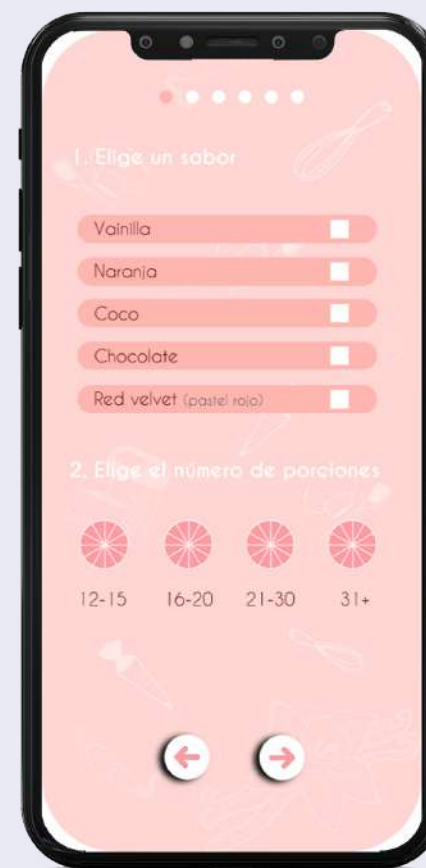 1. Elige un sabor
Vainilla
Naranja
Coco
Chocolate
Red velvet (pastel rojo)
2. Elige el número de porciones
12-15 16-20 21-30 31+